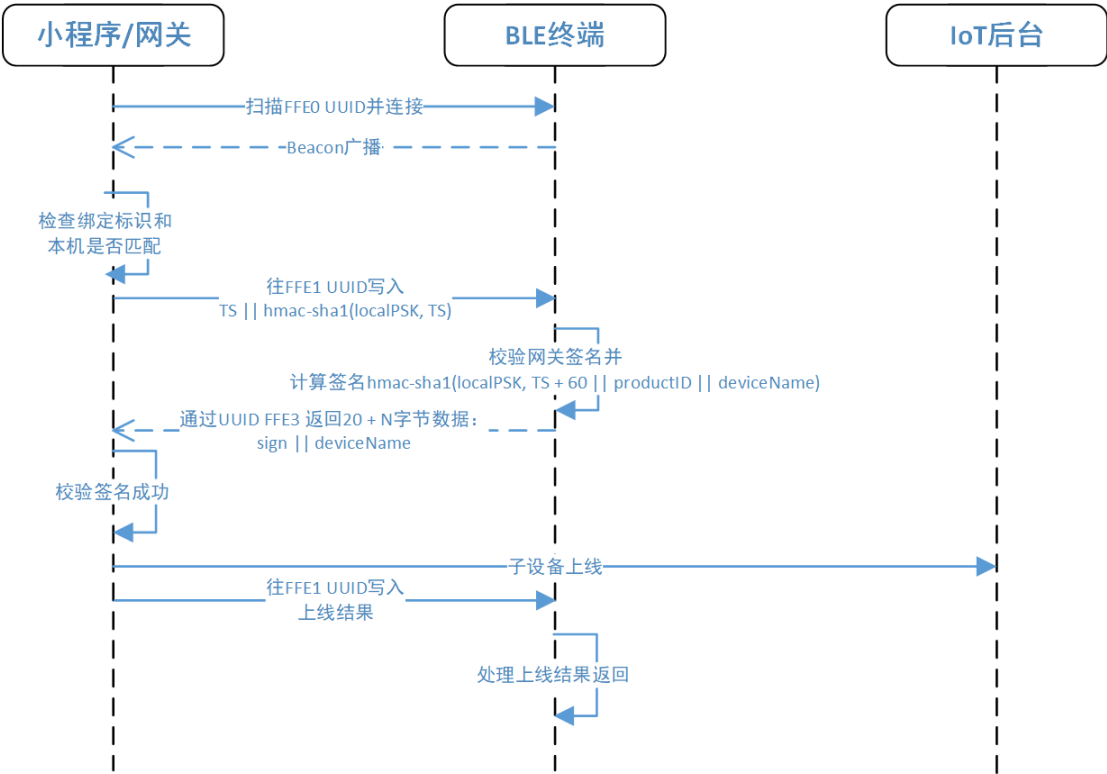 小程序/网关
BLE终端
IoT后台
扫描FFE0 UUID并连接
Beacon广播
检查绑定标识和
本机是否匹配
往FFE1 UUID写入
TS || hmac-sha1(localPSK, TS)
校验网关签名并
计算签名hmac-sha1(localPSK, TS + 60 || productID || deviceName)
通过UUID FFE3 返回20 + N字节数据：
sign || deviceName
校验签名成功
子设备上线
往FFE1 UUID写入
上线结果
处理上线结果返回